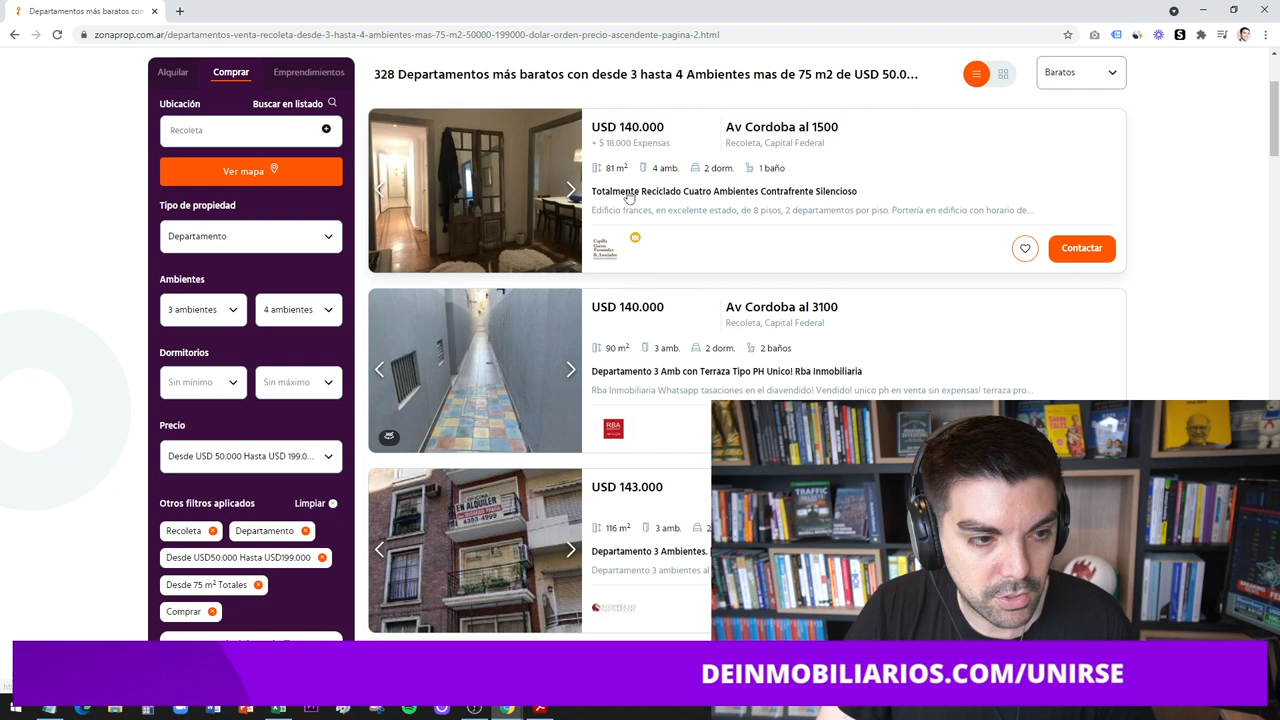 Departamentos más baratos con
zonaprop.com.ar/departamentos-venta-recoleta-desde-3-hasta-4-ambientes-mas-75-m2-50000-199000-dolar-orden-precio-ascendente-pagina-2.html
Alquilar
Comprar
Emprendimientos
Ubicación
Buscar en listado
Recoleta
Ver mapa
Tipo de propiedad
Departamento
Ambientes
3 ambientes
4 ambientes
Dormitorios
Sin mínimo
Sin máximo
Precio
Desde USD 50.000 Hasta USD 199.0...
Otros filtros aplicados
Limpiar
Recoleta
Departamento
Desde USD50.000 Hasta USD199.000
Desde 75 m² Totales
Comprar
328 Departamentos más baratos con desde 3 hasta 4 Ambientes mas de 75 m2 de USD 50.0...
Baratos
USD 140.000
Av Cordoba al 1500
+ $ 18.000 Expensas
Recoleta, Capital Federal
81 m²
4 amb.
2 dorm.
1 baño
Totalmente Reciclado Cuatro Ambientes Contrafrente Silencioso
Edificio frances, en excelente estado, de 8 pisos, 2 departamentos por piso. Portería en edificio con horario de...
Contactar
USD 140.000
Av Cordoba al 3100
Recoleta, Capital Federal
90 m²
3 amb.
2 dorm.
2 baños
Departamento 3 Amb con Terraza Tipo PH Unico! Rba Inmobiliaria
Rba Inmobiliaria Whatsapp tasaciones en el diavendido! Vendido! unico ph en venta sin expensas! terraza pro...
RBA
USD 143.000
116 m²
3 amb.
2
Departamento 3 Ambientes.
Departamento 3 ambientes al
EN ALQUILER
4393-4999
TRAFFIC
DEINMOBILIARIOS.COM/UNIRSE